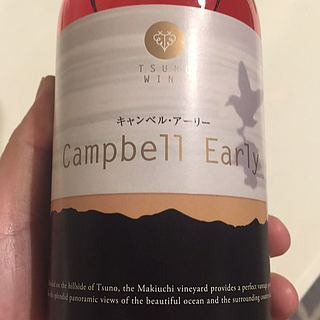 TSUNO
WINE
キャンベル・アーリー
Campbell Early
on the hillside of Tsuno, the Makiuchi vineyard provides a perfect vantage
splendid panoramic views of the beautiful ocean and the surrounding